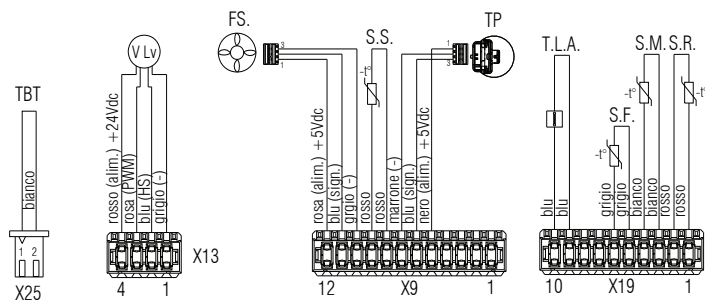 TBT
bianco
1 2
X25
V Lv
rosso (alim.) +24Vdc
rosa (PWM)
blu (HS)
grigio (-)
4 1
X13
FS.
3
1
S.S.
-t°
TP
1
3
rosa (alim.) +5Vdc
blu (sign.)
grgio (-)
rosso
rosso
marrone (-)
blu (sign.)
nero (alim.) +5Vdc
12 X9 1
T.L.A.
S.F.
-t°
S.M.
-t°
S.R.
-t°
blu
blu
grigio
grigio
bianco
bianco
rosso
rosso
10 X19 1